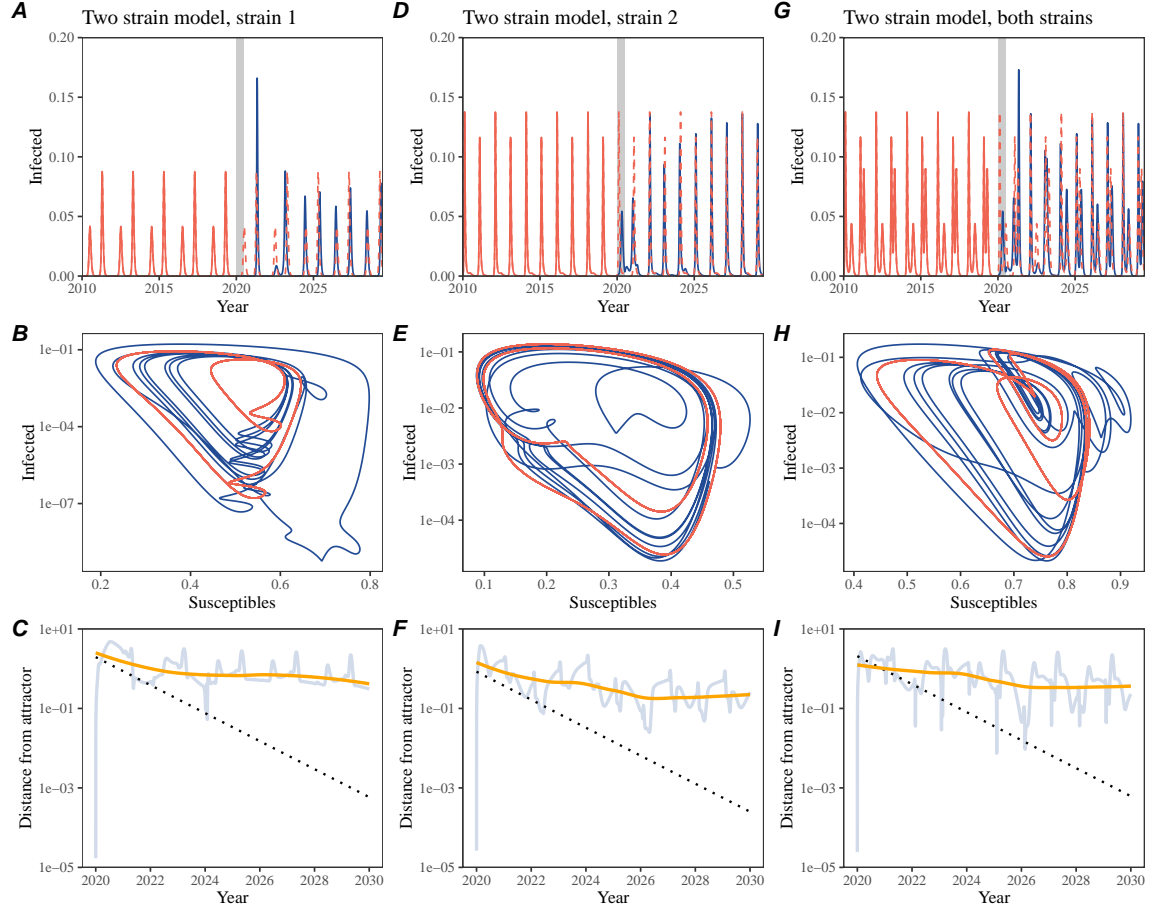 A Two strain model, strain 1
0.20
0.15
0.10
0.05
0.00
Infected
2010 2015 2020 2025
Year
D Two strain model, strain 2
0.20
0.15
0.10
0.05
0.00
Infected
2010 2015 2020 2025
Year
G Two strain model, both strains
0.20
0.15
0.10
0.05
0.00
Infected
2010 2015 2020 2025
Year
B
1e−01
1e−04
1e−07
Infected
0.2 0.4 0.6 0.8
Susceptibles
E
1e−01
1e−02
1e−03
1e−04
Infected
0.1 0.2 0.3 0.4 0.5
Susceptibles
H
1e−01
1e−02
1e−03
1e−04
Infected
0.4 0.5 0.6 0.7 0.8 0.9
Susceptibles
C
1e+01
1e−01
1e−03
1e−05
Distance from attractor
2020 2022 2024 2026 2028 2030
Year
F
1e+01
1e−01
1e−03
1e−05
Distance from attractor
2020 2022 2024 2026 2028 2030
Year
I
1e+01
1e−01
1e−03
1e−05
Distance from attractor
2020 2022 2024 2026 2028 2030
Year